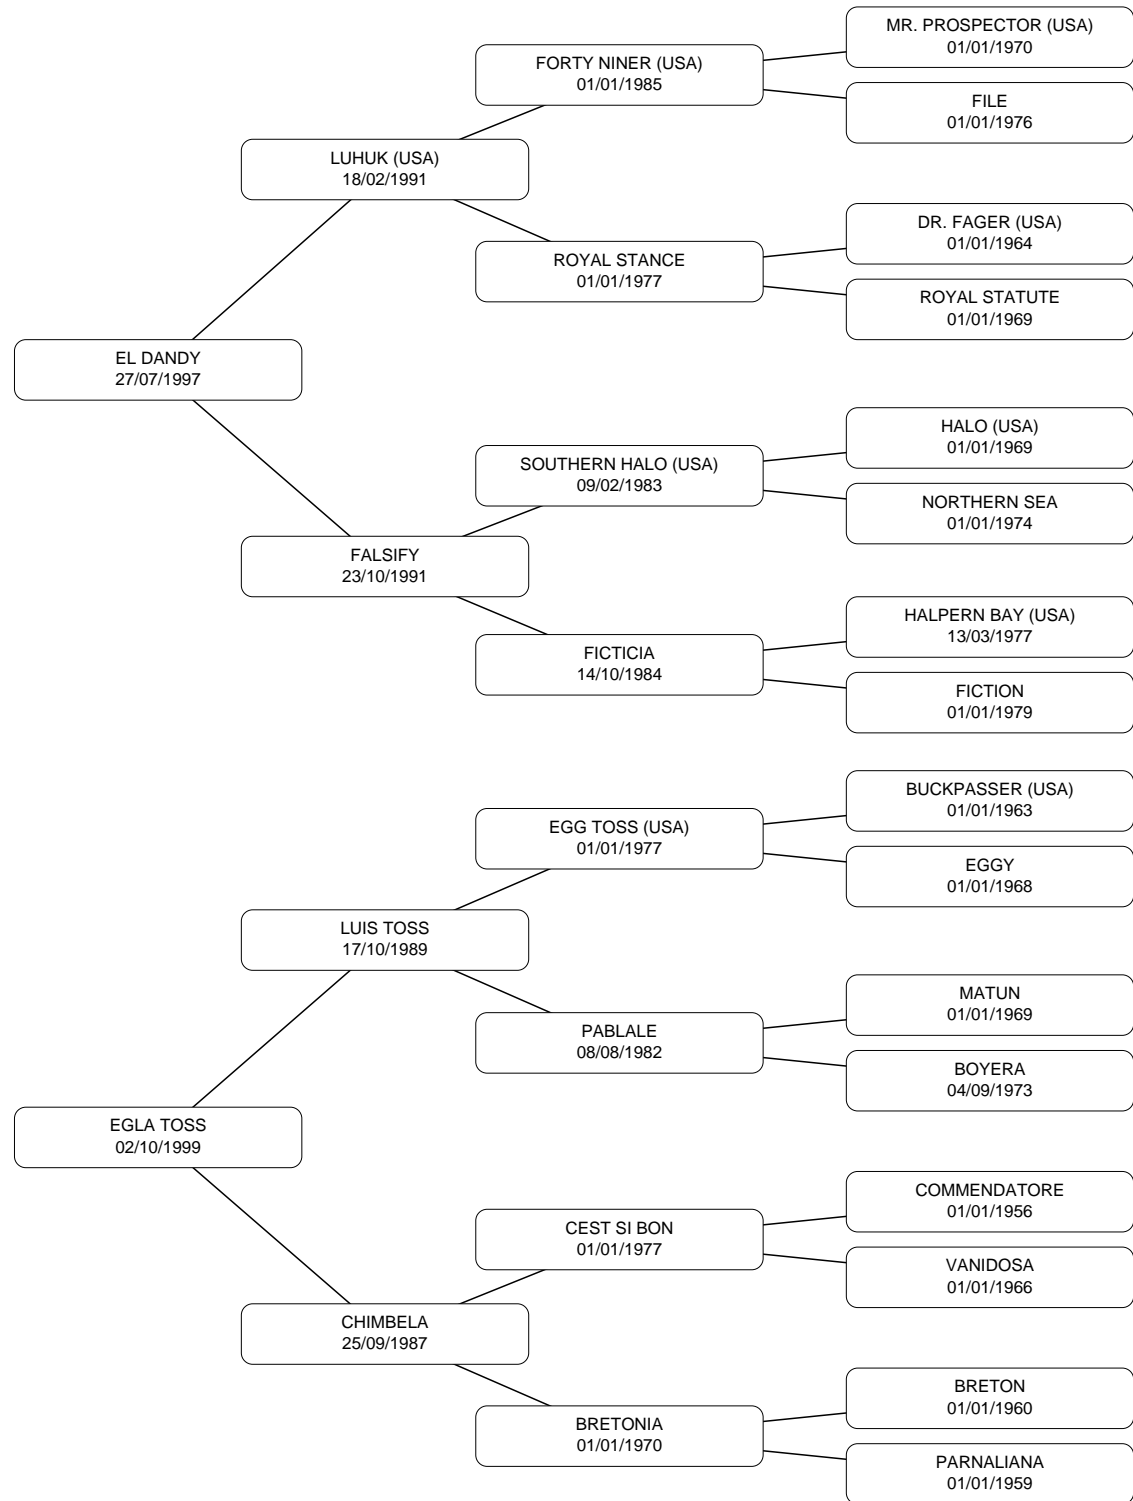 MR. PROSPECTOR (USA)
01/01/1970
FORTY NINER (USA)
01/01/1985
FILE
01/01/1976
LUHUK (USA)
18/02/1991
DR. FAGER (USA)
01/01/1964
ROYAL STANCE
01/01/1977
ROYAL STATUTE
01/01/1969
EL DANDY
27/07/1997
HALO (USA)
01/01/1969
SOUTHERN HALO (USA)
09/02/1983
NORTHERN SEA
01/01/1974
FALSIFY
23/10/1991
HALPERN BAY (USA)
13/03/1977
FICTICIA
14/10/1984
FICTION
01/01/1979
BUCKPASSER (USA)
01/01/1963
EGG TOSS (USA)
01/01/1977
EGGY
01/01/1968
LUIS TOSS
17/10/1989
MATUN
01/01/1969
PABLALE
08/08/1982
BOYERA
04/09/1973
EGLA TOSS
02/10/1999
COMMENDATORE
01/01/1956
CEST SI BON
01/01/1977
VANIDOSA
01/01/1966
CHIMBELA
25/09/1987
BRETON
01/01/1960
BRETONIA
01/01/1970
PARNALIANA
01/01/1959